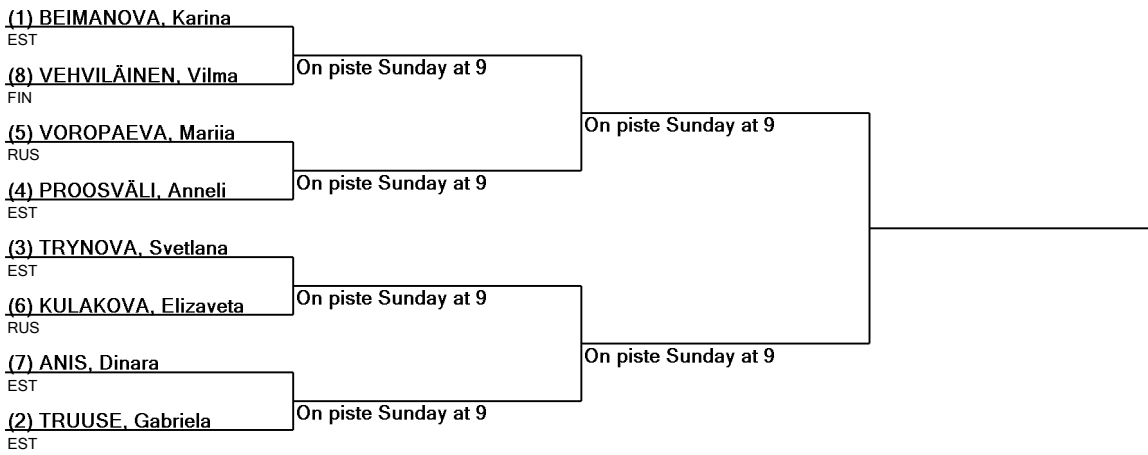 (1) BEIMANOVA, Karina
EST
On piste Sunday at 9
(8) VEHVILÄINEN, Vilma
FIN
On piste Sunday at 9
(5) VOROPAEVA, Mariia
RUS
On piste Sunday at 9
(4) PROOSVÄLI, Anneli
EST
(3) TRYNOVA, Svetlana
EST
On piste Sunday at 9
(6) KULAKOVA, Elizaveta
RUS
On piste Sunday at 9
(7) ANIS, Dinara
EST
On piste Sunday at 9
(2) TRUUSE, Gabriela
EST